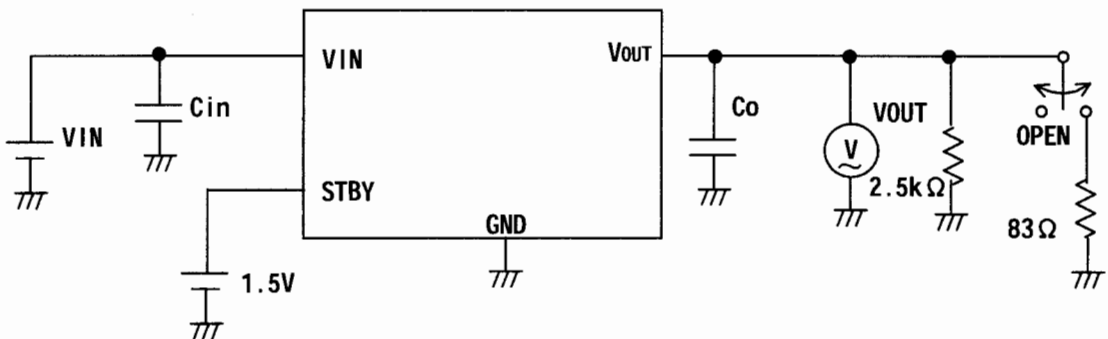 VIN
VOUT
Cin
VIN
Co
VOUT
V
OPEN
STBY
2.5kΩ
GND
83Ω
1.5V